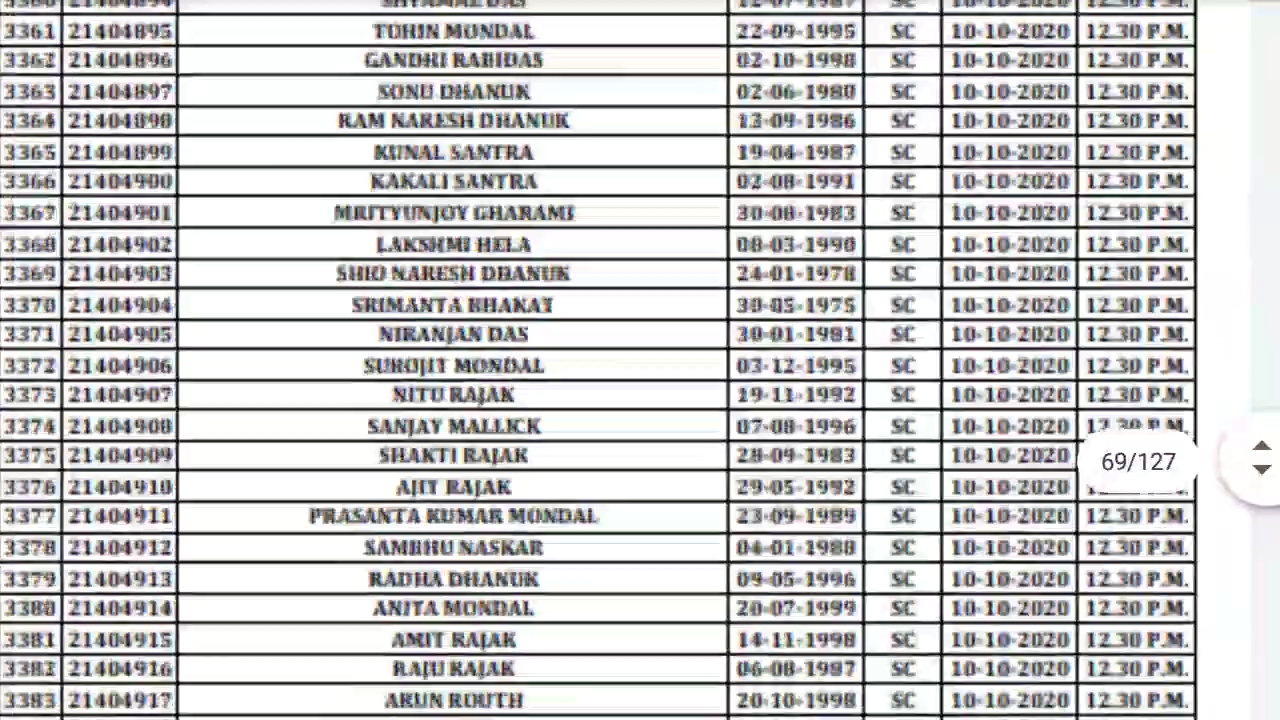 3361 21404895 TUHIN MONDAL 22-09-1995 SC 10-10-2020 12.30 P.M.
3362 21404896 GANDHI RABIDAS 02-10-1998 SC 10-10-2020 12.30 P.M.
3363 21404897 SONU DHANUK 02-06-1980 SC 10-10-2020 12.30 P.M.
3364 21404898 RAM NARESH DHANUK 13-09-1986 SC 10-10-2020 12.30 P.M.
3365 21404899 KUNAL SANTRA 19-04-1987 SC 10-10-2020 12.30 P.M.
3366 21404900 KAKALI SANTRA 02-08-1991 SC 10-10-2020 12.30 P.M.
3367 21404901 MRITYUNJOY GHARAMI 30-08-1983 SC 10-10-2020 12.30 P.M.
3368 21404902 LAKSHMI HELA 08-03-1990 SC 10-10-2020 12.30 P.M.
3369 21404903 SHIO NARESH DHANUK 24-01-1978 SC 10-10-2020 12.30 P.M.
3370 21404904 SRIMANTA BHAKAT 30-05-1975 SC 10-10-2020 12.30 P.M.
3371 21404905 NIRANJAN DAS 30-01-1981 SC 10-10-2020 12.30 P.M.
3372 21404906 SUROJIT MONDAL 03-12-1995 SC 10-10-2020 12.30 P.M.
3373 21404907 NITU RAJAK 19-11-1992 SC 10-10-2020 12.30 P.M.
3374 21404908 SANJAY MALLICK 07-08-1996 SC 10-10-2020 12.30 P.M.
3375 21404909 SHAKTI RAJAK 28-09-1983 SC 10-10-2020
69/127
3376 21404910 AJIT RAJAK 29-05-1992 SC 10-10-2020
3377 21404911 PRASANTA KUMAR MONDAL 23-09-1989 SC 10-10-2020 12.30 P.M.
3378 21404912 SAMBHU NASKAR 04-01-1988 SC 10-10-2020 12.30 P.M.
3379 21404913 RADHA DHANUK 09-05-1996 SC 10-10-2020 12.30 P.M.
3380 21404914 ANITA MONDAL 20-07-1999 SC 10-10-2020 12.30 P.M.
3381 21404915 AMIT RAJAK 14-11-1998 SC 10-10-2020 12.30 P.M.
3382 21404916 RAJU RAJAK 06-08-1987 SC 10-10-2020 12.30 P.M.
3383 21404917 ARUN ROUTH 20-10-1998 SC 10-10-2020 12.30 P.M.